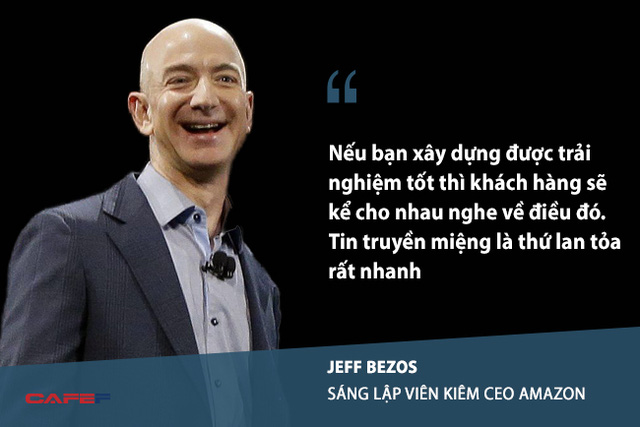 “
Nếu bạn xây dựng được trải
nghiệm tốt thì khách hàng sẽ
kể cho nhau nghe về điều đó.
Tin truyền miệng là thứ lan tỏa
rất nhanh
JEFF BEZOS
SÁNG LẬP VIÊN KIÊM CEO AMAZON
CAFEF